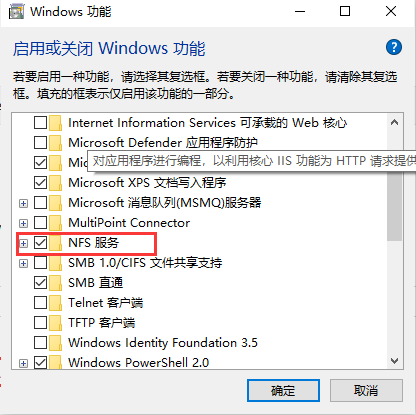 Windows 功能
启用或关闭 Windows 功能
若要启用一种功能，请选择其复选框。若要关闭一种功能，请清除其复选
框。填充的框表示仅启用该功能的一部分。
Internet Information Services 可承载的 Web 核心
Microsoft Defender 应用程序防护
Mic
对应用程序进行编程，以利用核心 IIS 功能为 HTTP 请求提供
Microsoft XPS 文档写入程序
Microsoft 消息队列(MSMQ)服务器
MultiPoint Connector
NFS 服务
SMB 1.0/CIFS 文件共享支持
SMB 直通
Telnet 客户端
TFTP 客户端
Windows Identity Foundation 3.5
Windows PowerShell 2.0
确定
取消